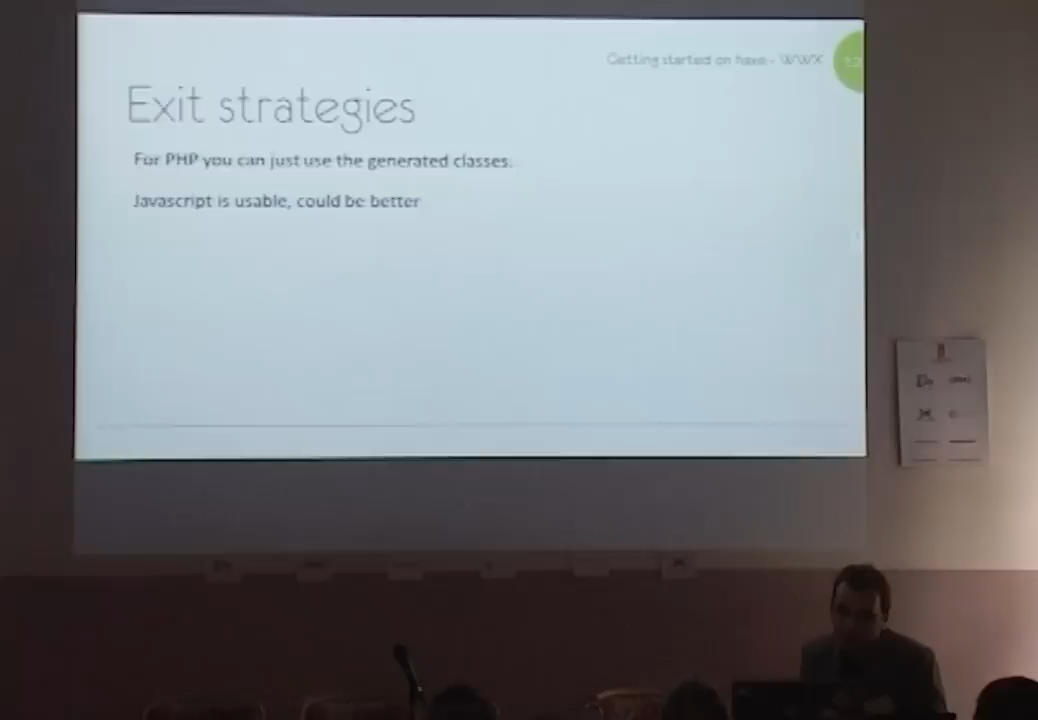 Getting started on haxe - WWX
Exit strategies
For PHP you can just use the generated classes.
Javascript is usable, could be better